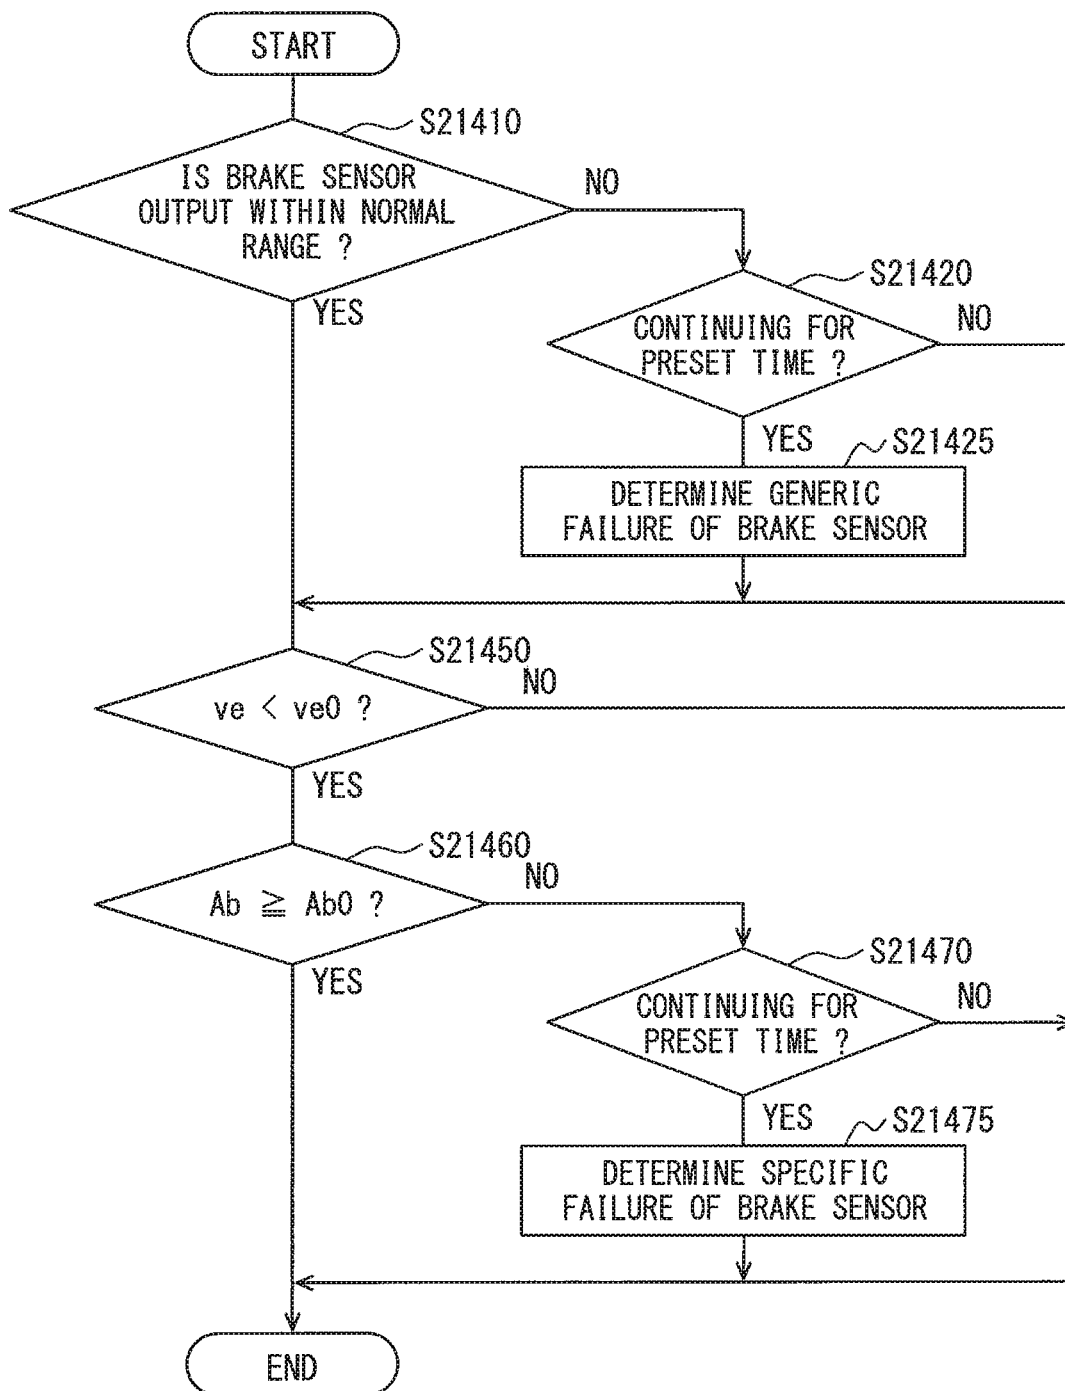 START
S21410
IS BRAKE SENSOR
OUTPUT WITHIN NORMAL
RANGE ?
NO
YES
S21420
CONTINUING FOR
PRESET TIME ?
NO
YES
S21425
DETERMINE GENERIC
FAILURE OF BRAKE SENSOR
S21450
ve < ve0 ?
NO
YES
S21460
Ab ≧ Ab0 ?
NO
YES
S21470
CONTINUING FOR
PRESET TIME ?
NO
YES
S21475
DETERMINE SPECIFIC
FAILURE OF BRAKE SENSOR
END